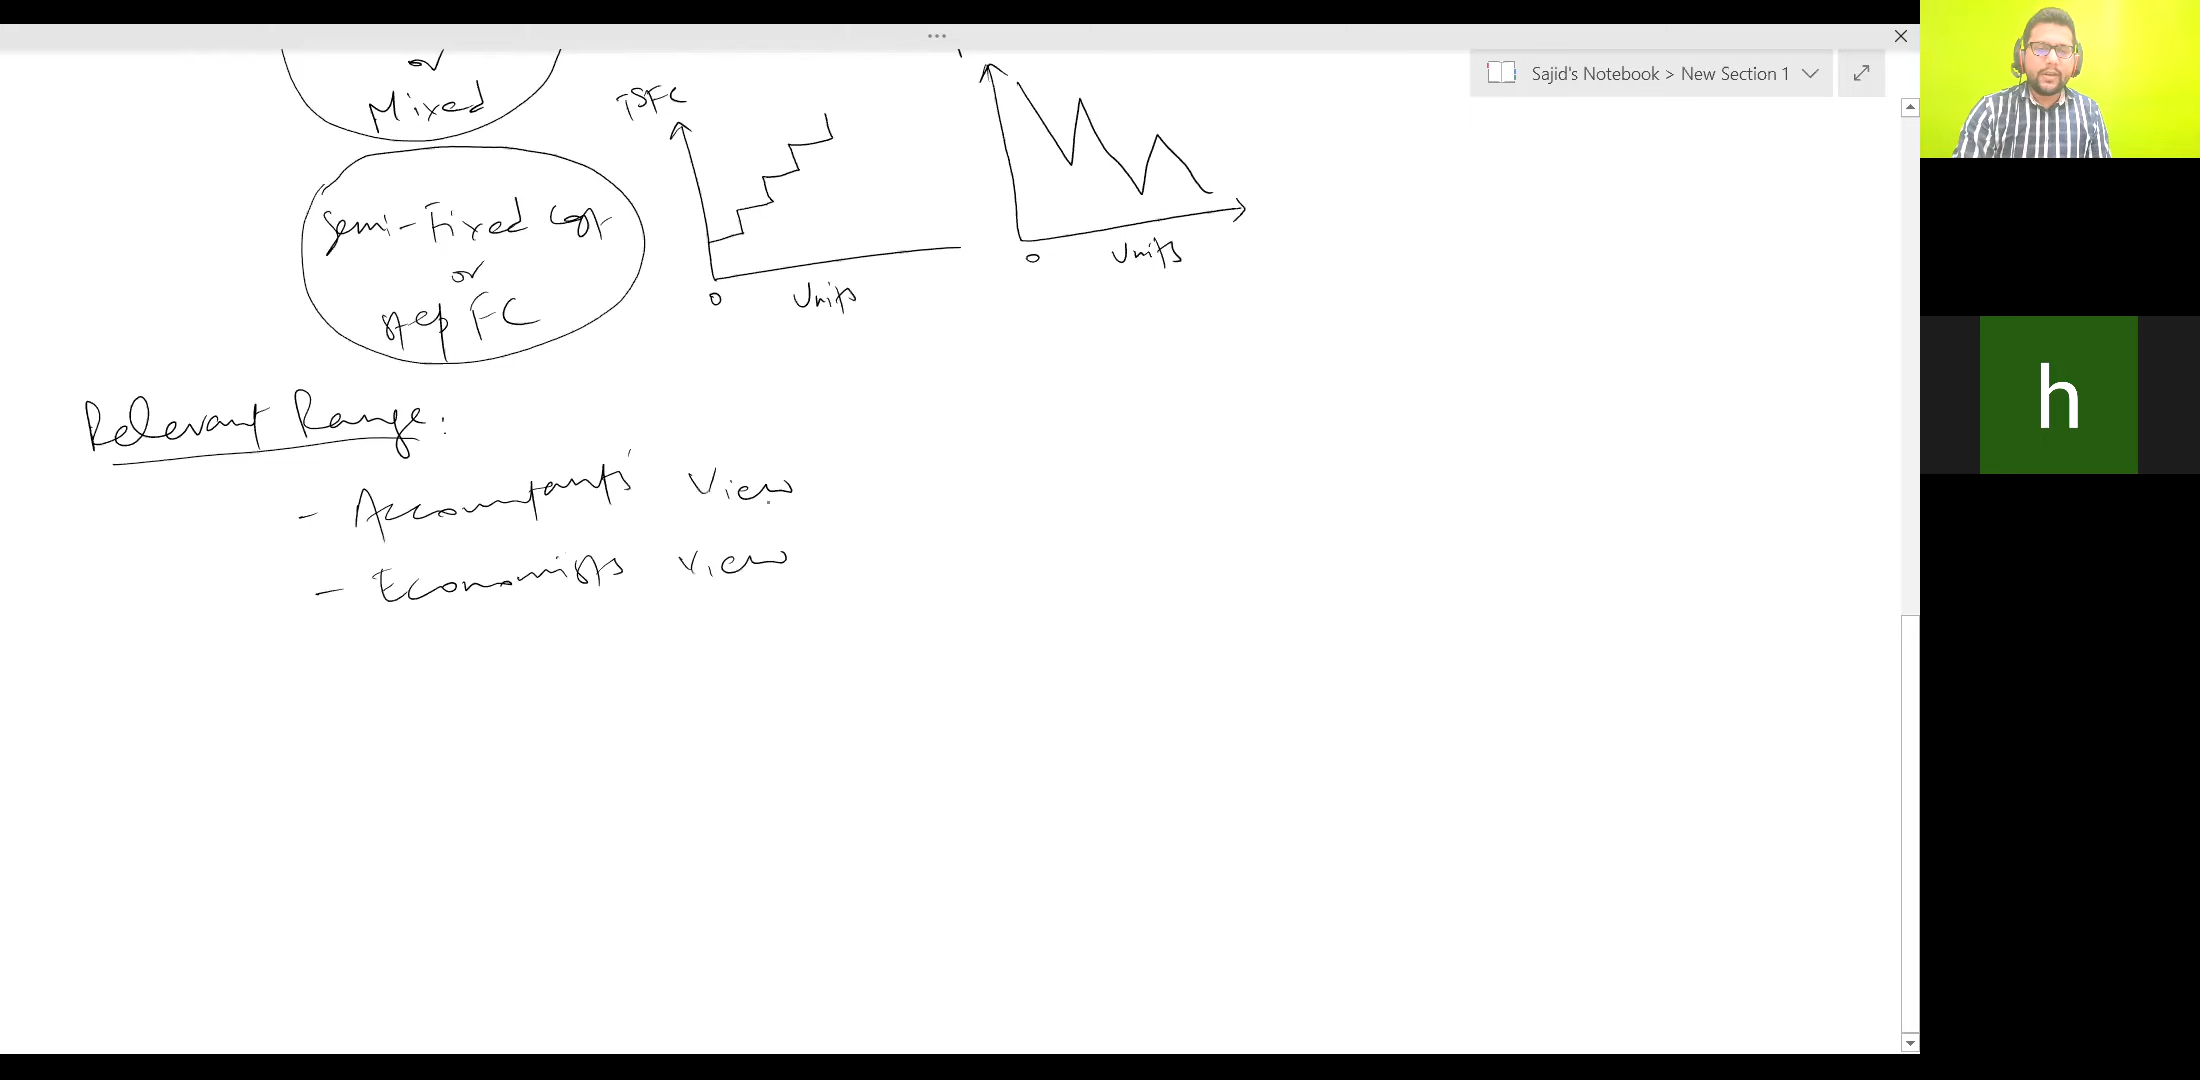 Sajid's Notebook > New Section 1
or
Mixed
TSFC
Semi-Fixed Cost
or
step FC
0 Units
0 Units
Relevant Range:
- Accountants' View
- Economists View
h